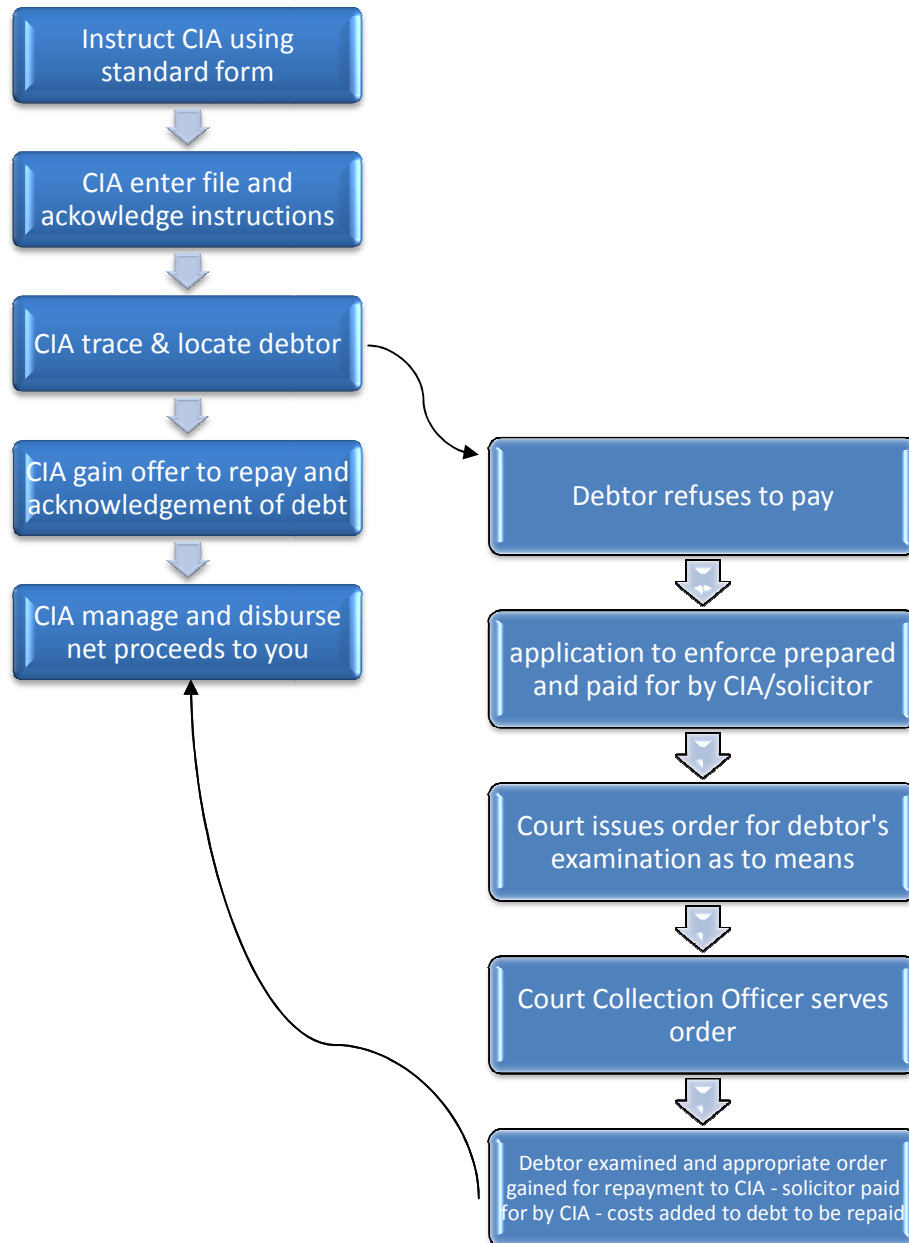 Instruct CIA using
standard form
CIA enter file and
ackowledge instructions
CIA trace & locate debtor
CIA gain offer to repay and
acknowledgement of debt
CIA manage and disburse
net proceeds to you
Debtor refuses to pay
application to enforce prepared
and paid for by CIA/solicitor
Court issues order for debtor's
examination as to means
Court Collection Officer serves
order
Debtor examined and appropriate order
gained for repayment to CIA - solicitor paid
for by CIA - costs added to debt to be repaid